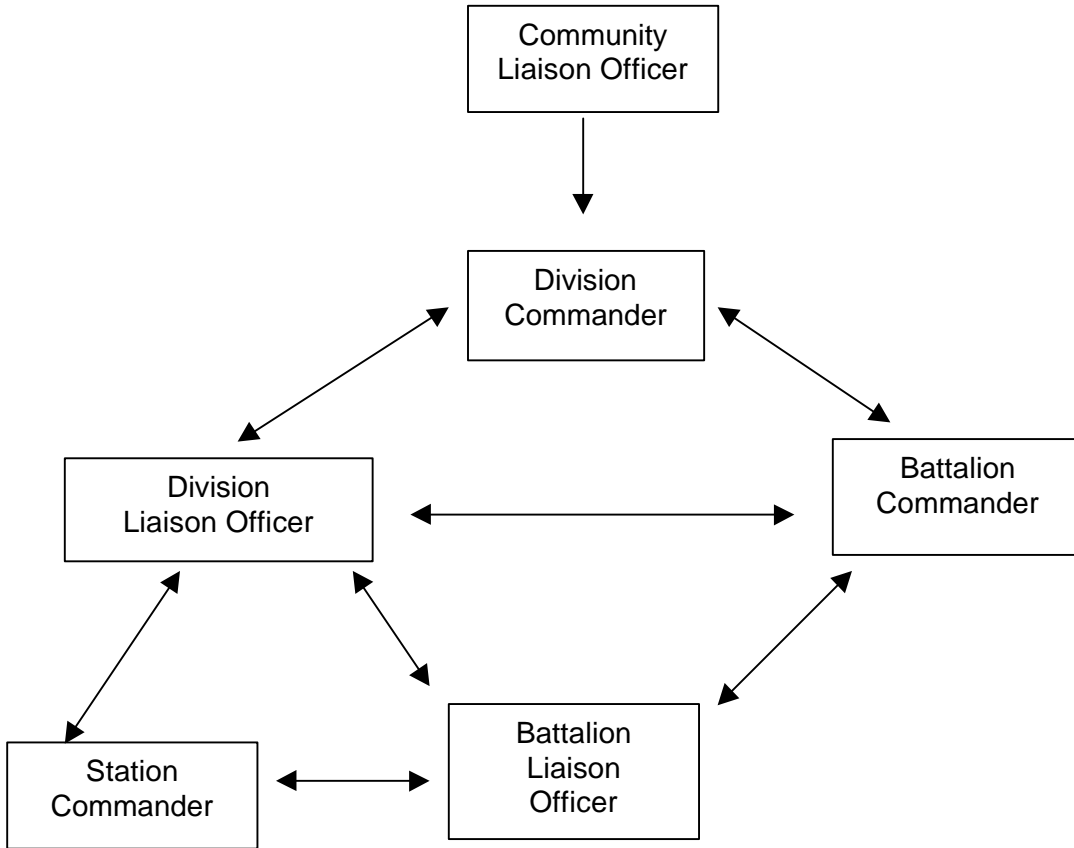 Community
Liaison Officer
Division
Commander
Division
Liaison Officer
Battalion
Commander
Station
Commander
Battalion
Liaison
Officer